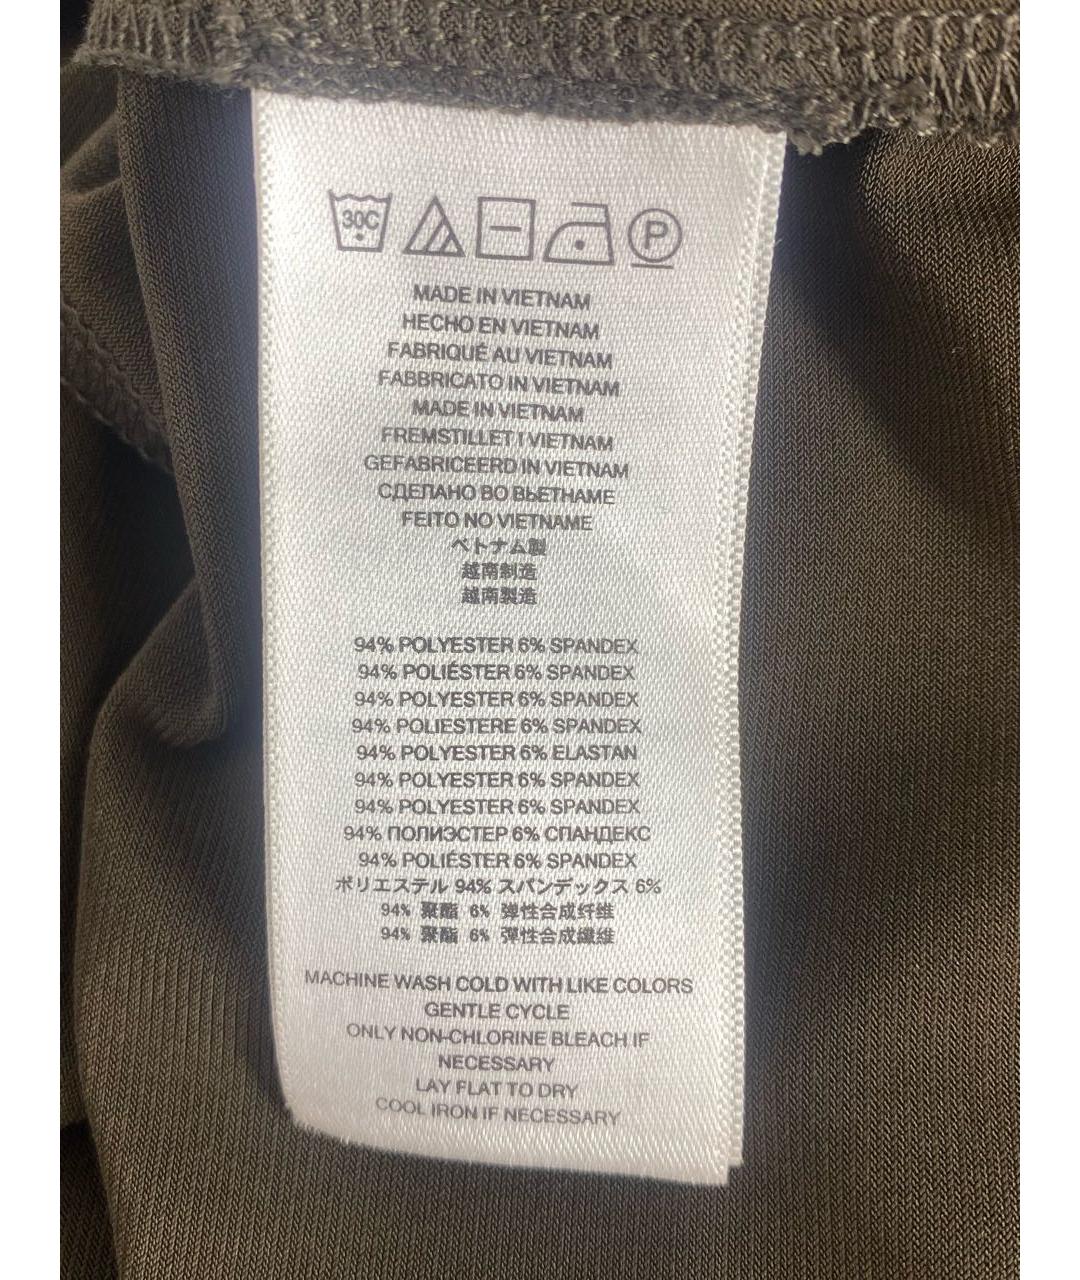 30C
P
MADE IN VIETNAM
HECHO EN VIETNAM
FABRIQUÉ AU VIETNAM
FABBRICATO IN VIETNAM
MADE IN VIETNAM
FREMSTILLET I VIETNAM
GEFABRICEERD IN VIETNAM
СДЕЛАНО ВО ВЬЕТНАМЕ
FEITO NO VIETNAME
ベトナム製
越南制造
越南製造
94% POLYESTER 6% SPANDEX
94% POLIÉSTER 6% SPANDEX
94% POLYESTER 6% SPANDEX
94% POLIESTERE 6% SPANDEX
94% POLYESTER 6% ELASTAN
94% POLYESTER 6% SPANDEX
94% POLYESTER 6% SPANDEX
94% ПОЛИЭСТЕР 6% СПАНДЕКС
94% POLIÉSTER 6% SPANDEX
ポリエステル 94% スパンデックス 6%
94% 聚酯 6% 弹性合成纤维
94% 聚酯 6% 彈性合成纖維
MACHINE WASH COLD WITH LIKE COLORS
GENTLE CYCLE
ONLY NON-CHLORINE BLEACH IF
NECESSARY
LAY FLAT TO DRY
COOL IRON IF NECESSARY